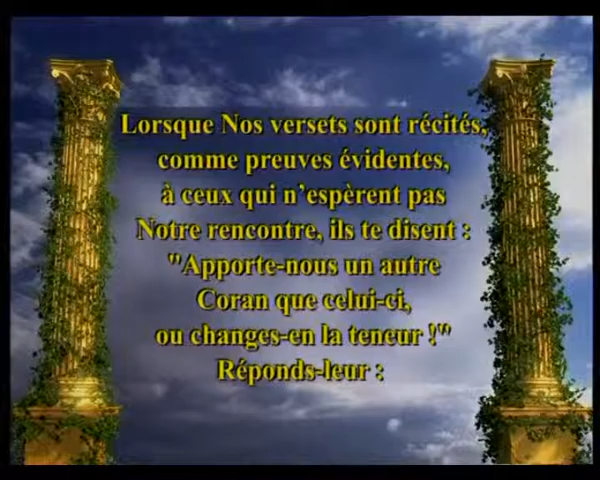 Lorsque Nos versets sont récités,
comme preuves évidentes,
à ceux qui n'espèrent pas
Notre rencontre, ils te disent :
"Apporte-nous un autre
Coran que celui-ci,
ou changes-en la teneur !"
Réponds-leur :